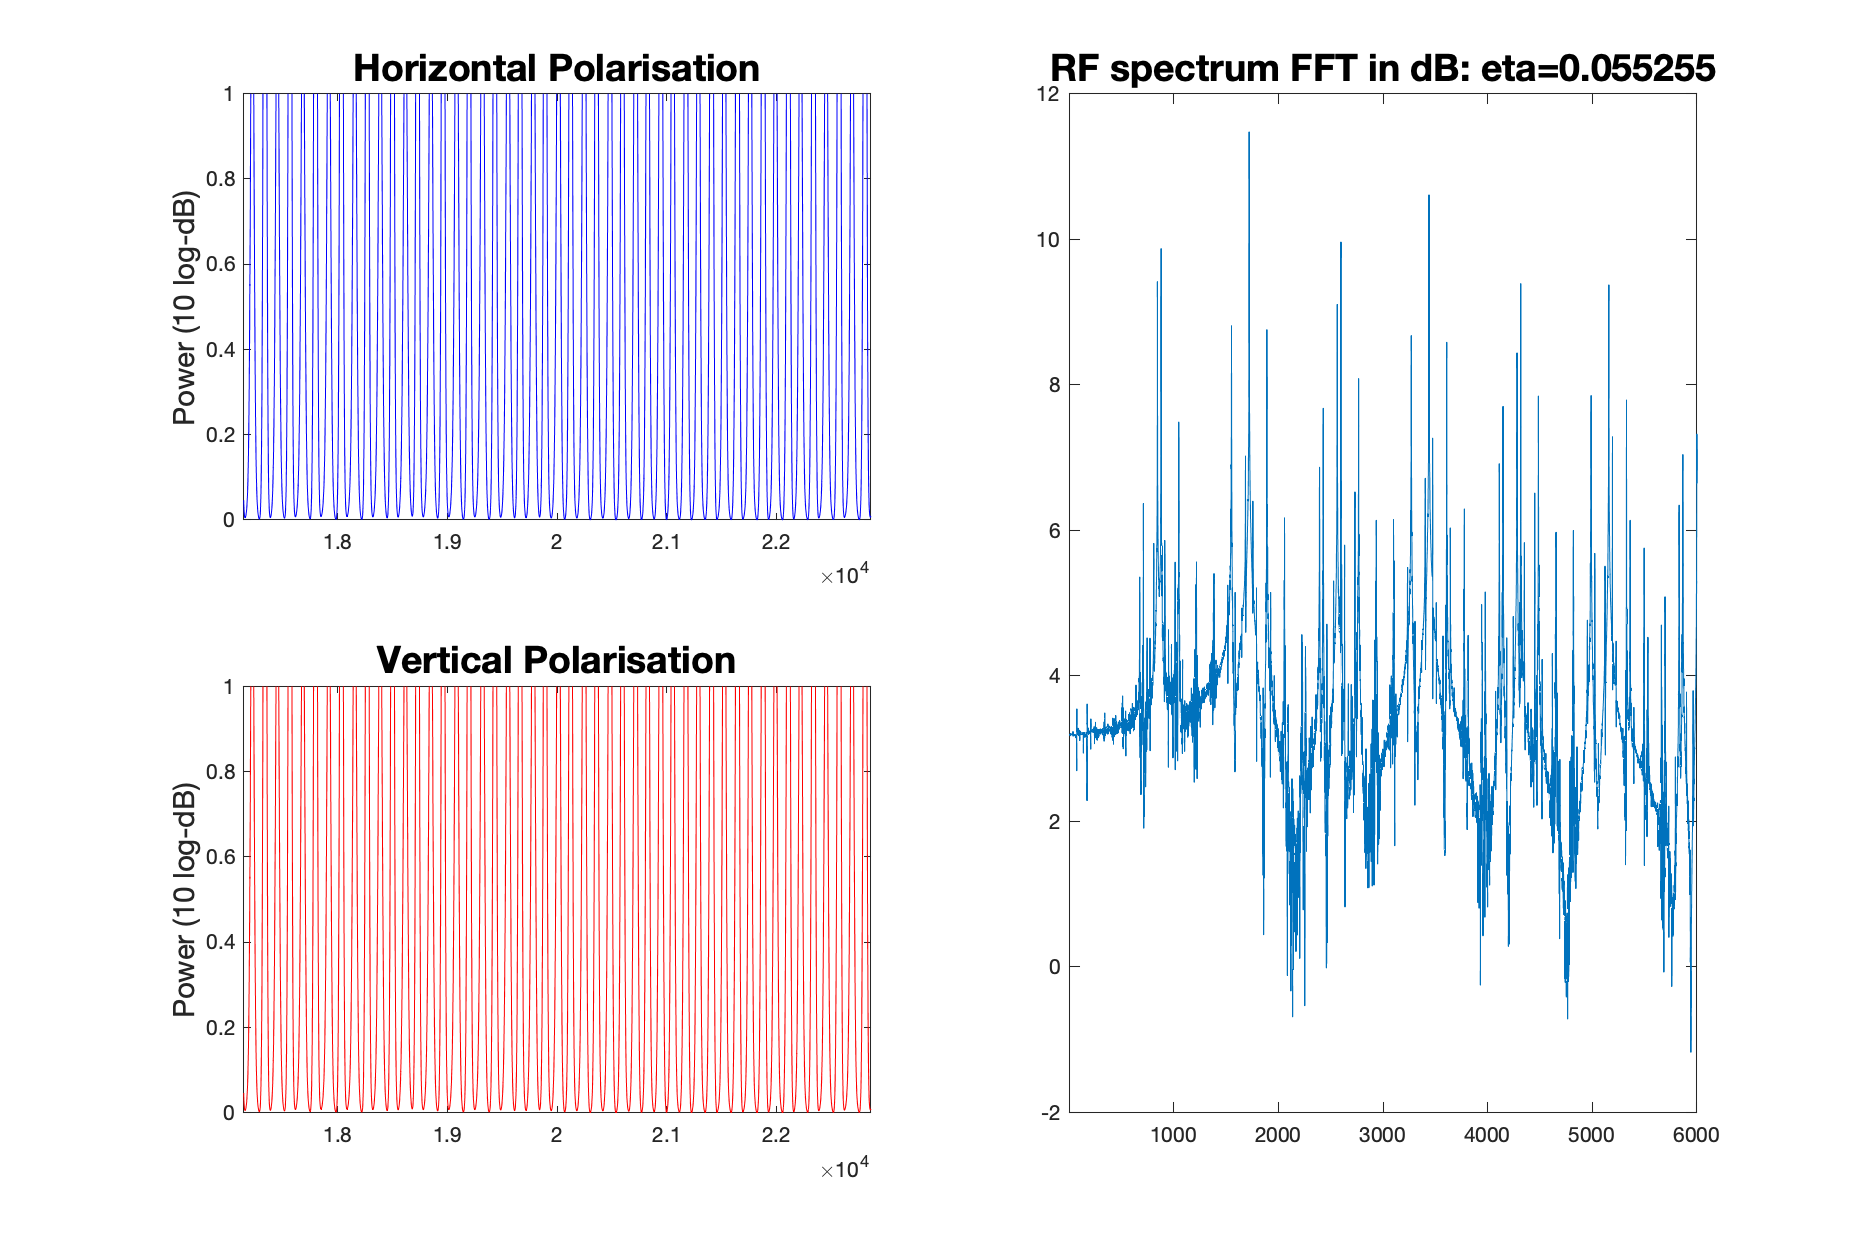 Horizontal Polarisation
Power (10 log-dB)
1
0.8
0.6
0.4
0.2
0
1.8 1.9 2 2.1 2.2
×10^4
Vertical Polarisation
Power (10 log-dB)
1
0.8
0.6
0.4
0.2
0
1.8 1.9 2 2.1 2.2
×10^4
RF spectrum FFT in dB: eta=0.055255
12
10
8
6
4
2
0
-2
1000 2000 3000 4000 5000 6000